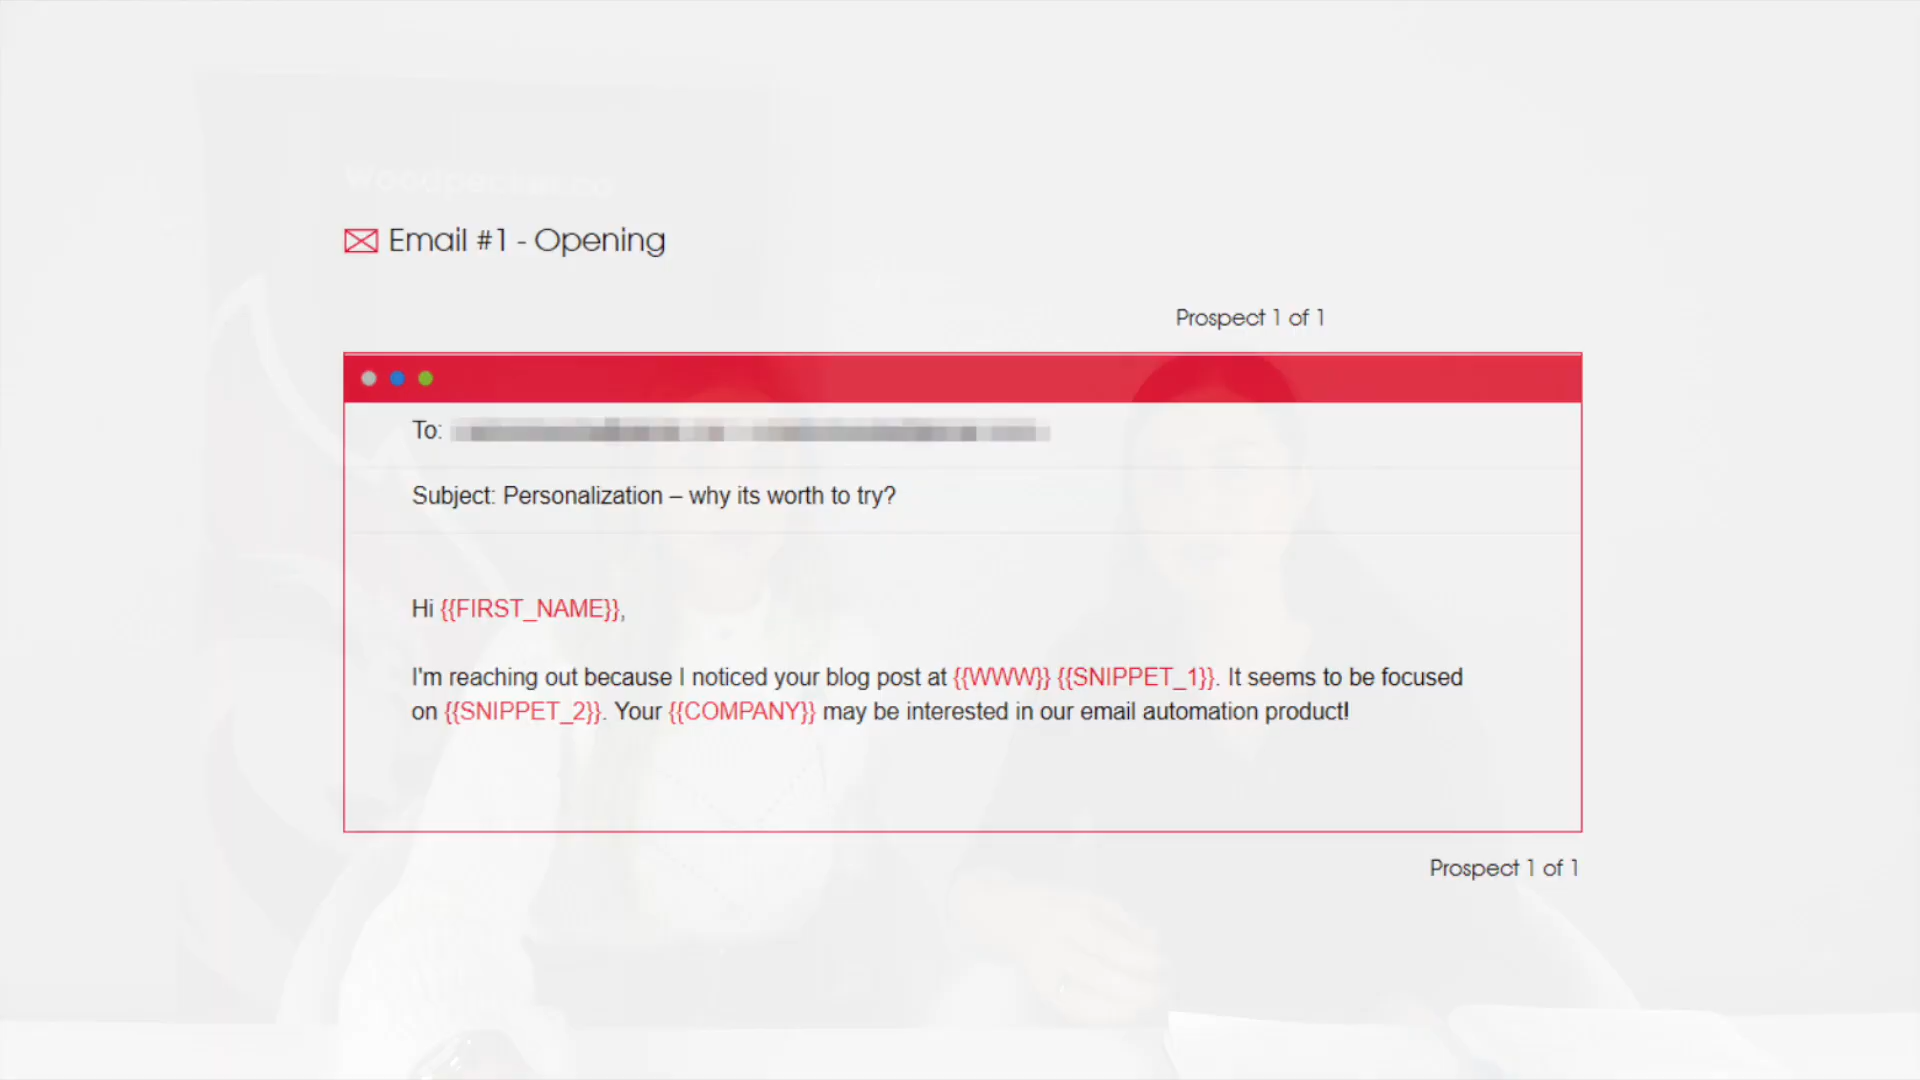 Woodpecker.co
Email #1 - Opening
Prospect 1 of 1
To:
Subject: Personalization – why its worth to try?
Hi {{FIRST_NAME}},
I'm reaching out because I noticed your blog post at {{WWW}} {{SNIPPET_1}}. It seems to be focused
on {{SNIPPET_2}}. Your {{COMPANY}} may be interested in our email automation product!
Prospect 1 of 1